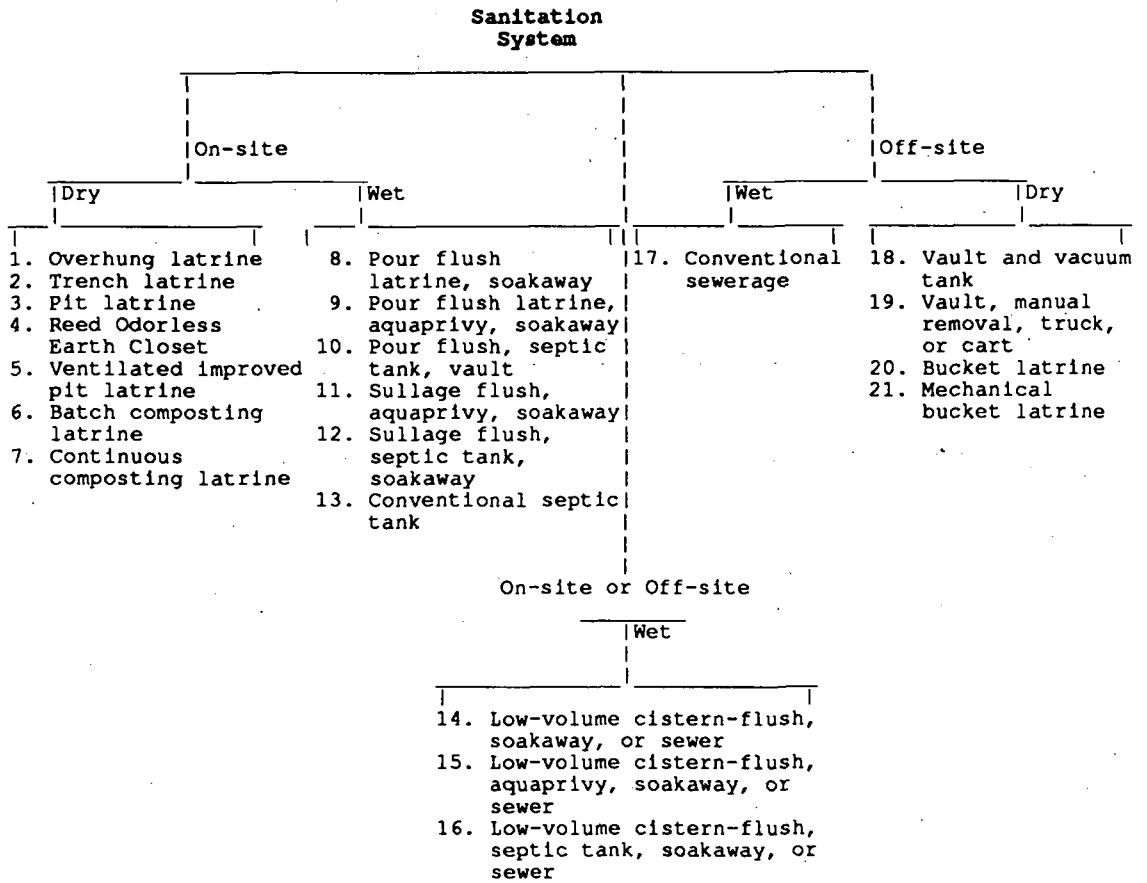 Sanitation
System
On-site
Off-site
Dry
Wet
Wet
Dry
1. Overhung latrine
2. Trench latrine
3. Pit latrine
4. Reed Odorless
Earth Closet
5. Ventilated improved
pit latrine
6. Batch composting
latrine
7. Continuous
composting latrine
8. Pour flush
latrine, soakaway
9. Pour flush latrine,
aquaprivy, soakaway
10. Pour flush, septic
tank, vault
11. Sullage flush,
aquaprivy, soakaway
12. Sullage flush,
septic tank,
soakaway
13. Conventional septic
tank
17. Conventional
sewerage
18. Vault and vacuum
tank
19. Vault, manual
removal, truck,
or cart
20. Bucket latrine
21. Mechanical
bucket latrine
On-site or Off-site
Wet
14. Low-volume cistern-flush,
soakaway, or sewer
15. Low-volume cistern-flush,
aquaprivy, soakaway, or
sewer
16. Low-volume cistern-flush,
septic tank, soakaway, or
sewer